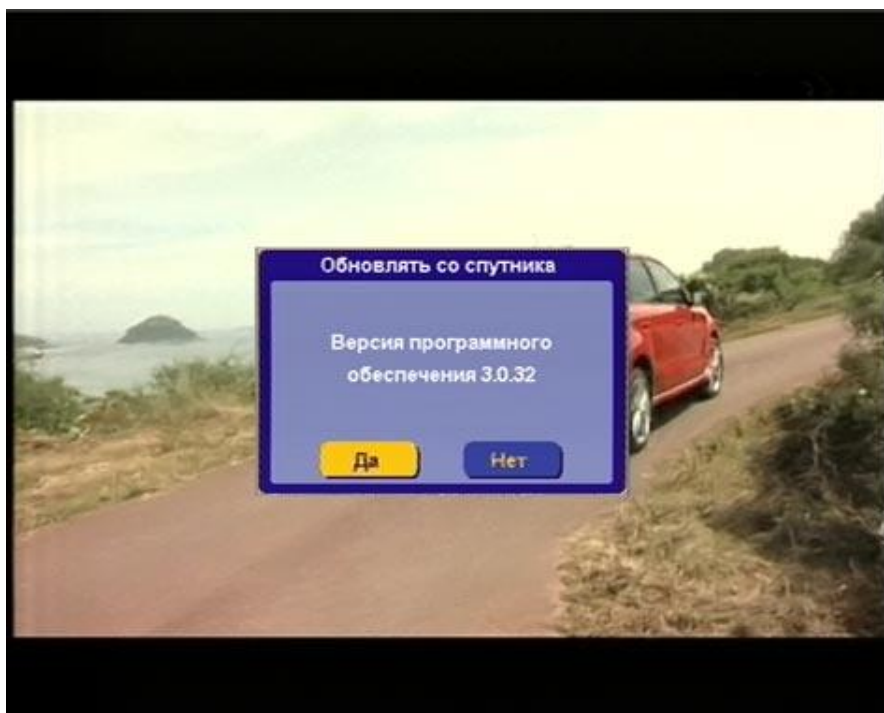 Обновлять со спутника
Версия программного
обеспечения 3.0.32
Да
Нет